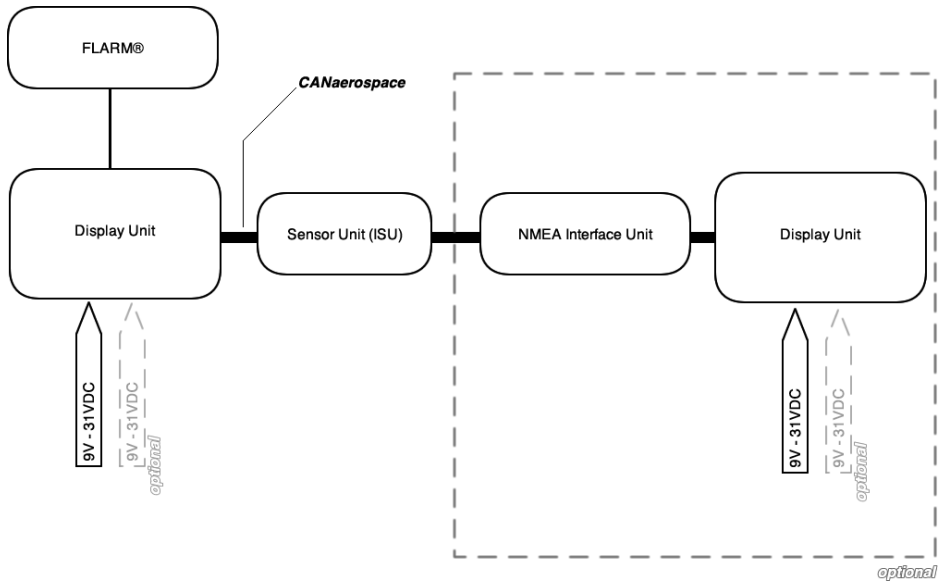 FLARM®
CANaerospace
Display Unit
Sensor Unit (ISU)
NMEA Interface Unit
Display Unit
9V - 31VDC
9V - 31VDC
optional
9V - 31VDC
9V - 31VDC
optional
optional